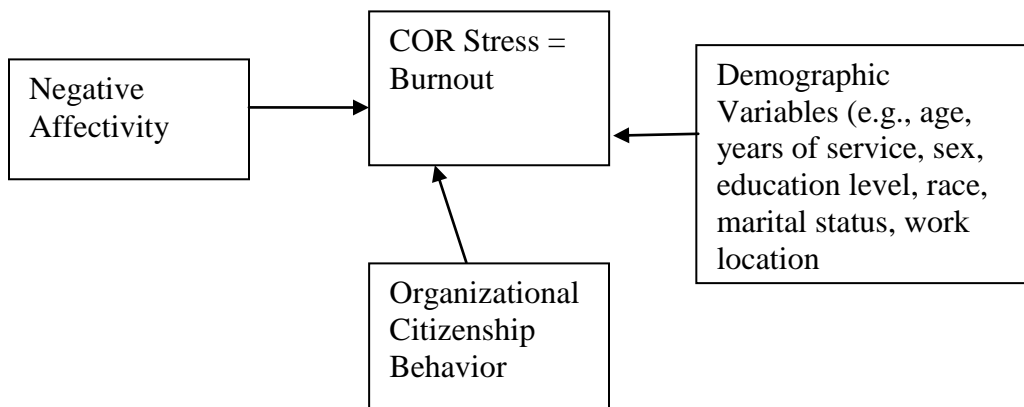 Negative
Affectivity
COR Stress =
Burnout
Demographic
Variables (e.g., age,
years of service, sex,
education level, race,
marital status, work
location
Organizational
Citizenship
Behavior